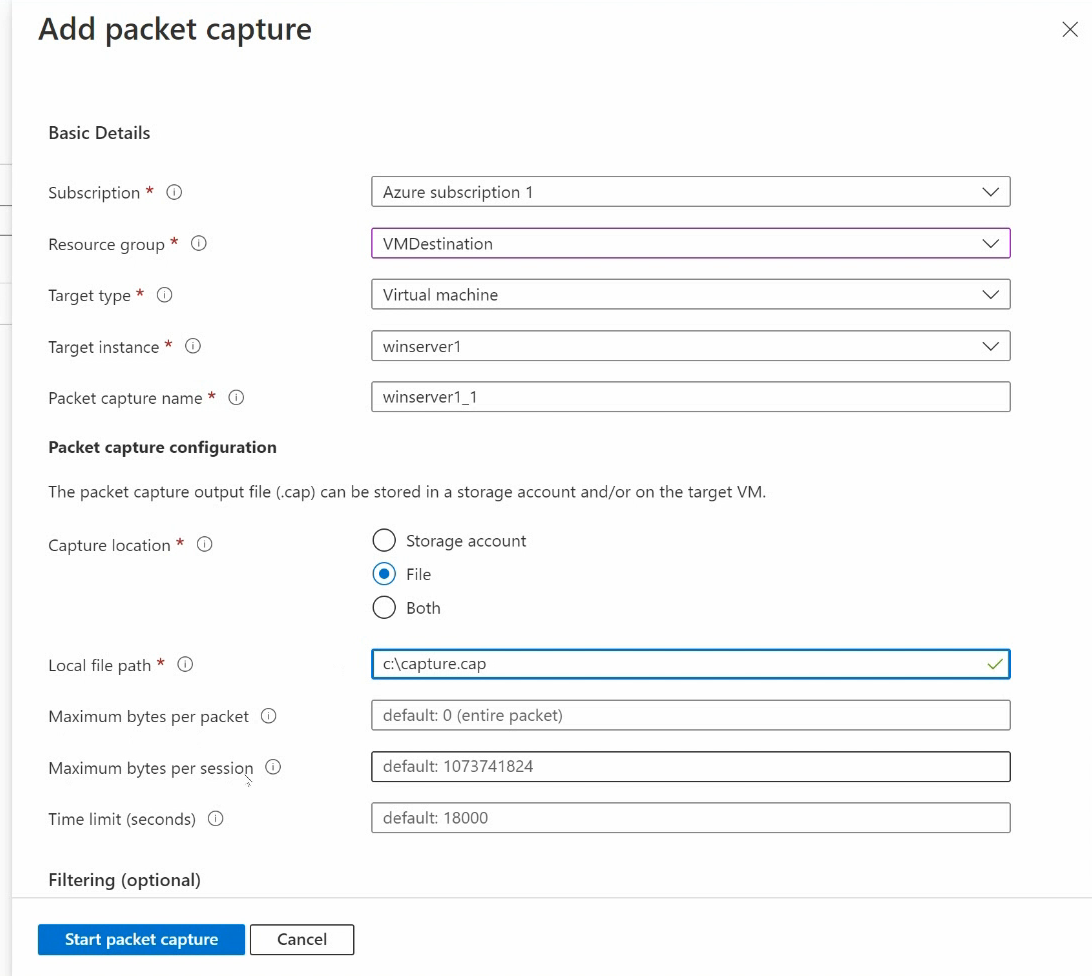 Add packet capture
Basic Details
Subscription * Azure subscription 1
Resource group * VMDestination
Target type * Virtual machine
Target instance * winserver1
Packet capture name * winserver1_1
Packet capture configuration
The packet capture output file (.cap) can be stored in a storage account and/or on the target VM.
Capture location * Storage account
File
Both
Local file path * c:\capture.cap
Maximum bytes per packet default: 0 (entire packet)
Maximum bytes per session default: 1073741824
Time limit (seconds) default: 18000
Filtering (optional)
Start packet capture Cancel